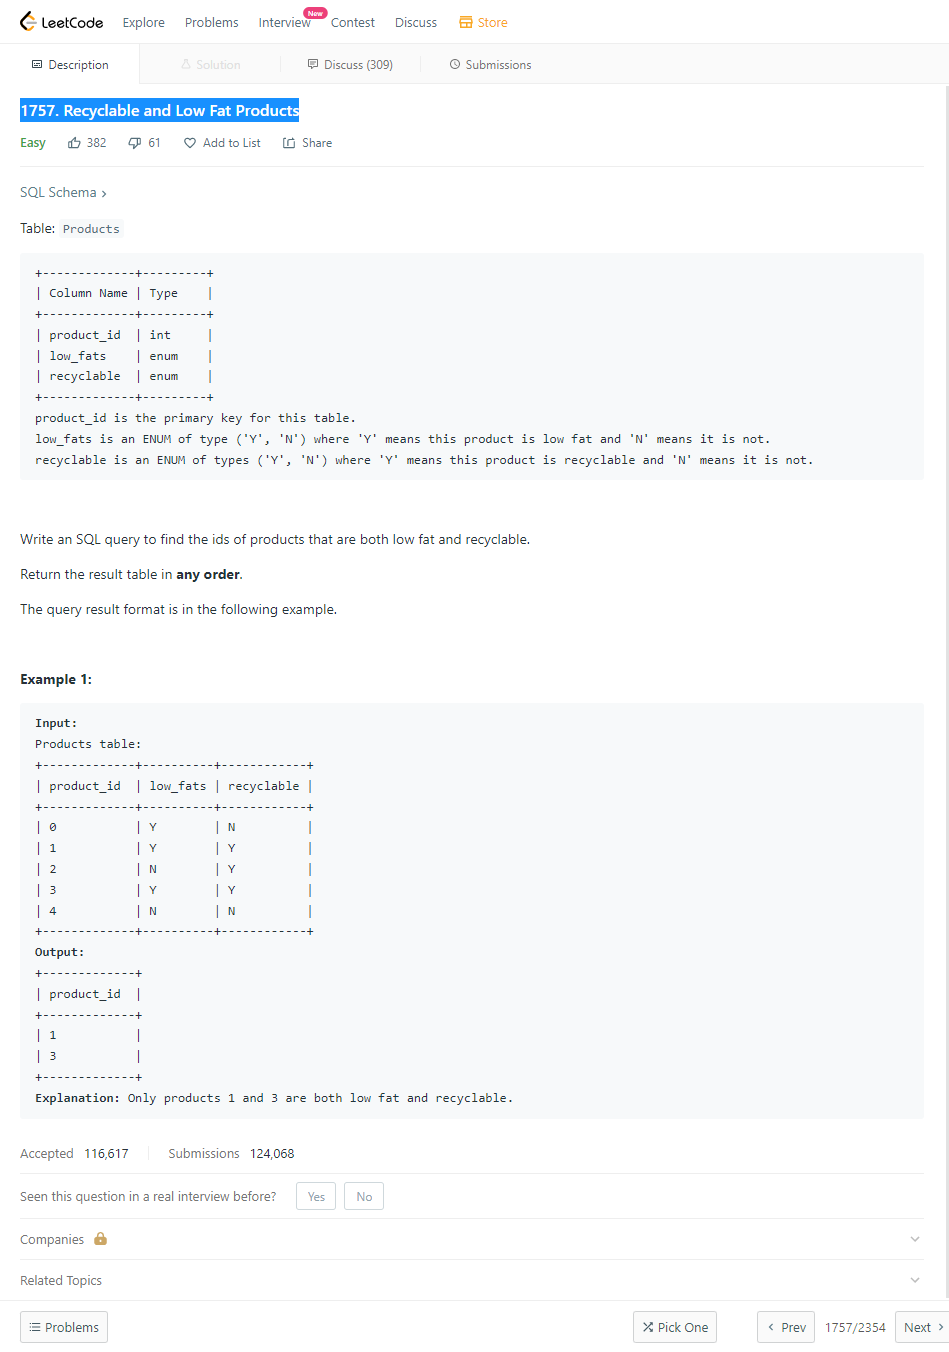 LeetCode Explore Problems Interview New Contest Discuss Store
Description Solution Discuss (309) Submissions
1757. Recyclable and Low Fat Products
Easy 382 61 Add to List Share
SQL Schema ›
Table: Products
+-------------+---------+
| Column Name | Type    |
+-------------+---------+
| product_id  | int     |
| low_fats    | enum    |
| recyclable  | enum    |
+-------------+---------+
product_id is the primary key for this table.
low_fats is an ENUM of type ('Y', 'N') where 'Y' means this product is low fat and 'N' means it is not.
recyclable is an ENUM of types ('Y', 'N') where 'Y' means this product is recyclable and 'N' means it is not.
Write an SQL query to find the ids of products that are both low fat and recyclable.
Return the result table in any order.
The query result format is in the following example.
Example 1:
Input:
Products table:
+-------------+----------+------------+
| product_id  | low_fats | recyclable |
+-------------+----------+------------+
| 0           | Y        | N          |
| 1           | Y        | Y          |
| 2           | N        | Y          |
| 3           | Y        | Y          |
| 4           | N        | N          |
+-------------+----------+------------+
Output:
+-------------+
| product_id  |
+-------------+
| 1           |
| 3           |
+-------------+
Explanation: Only products 1 and 3 are both low fat and recyclable.
Accepted 116,617 Submissions 124,068
Seen this question in a real interview before? Yes No
Companies
Related Topics
Problems Pick One ‹ Prev 1757/2354 Next ›